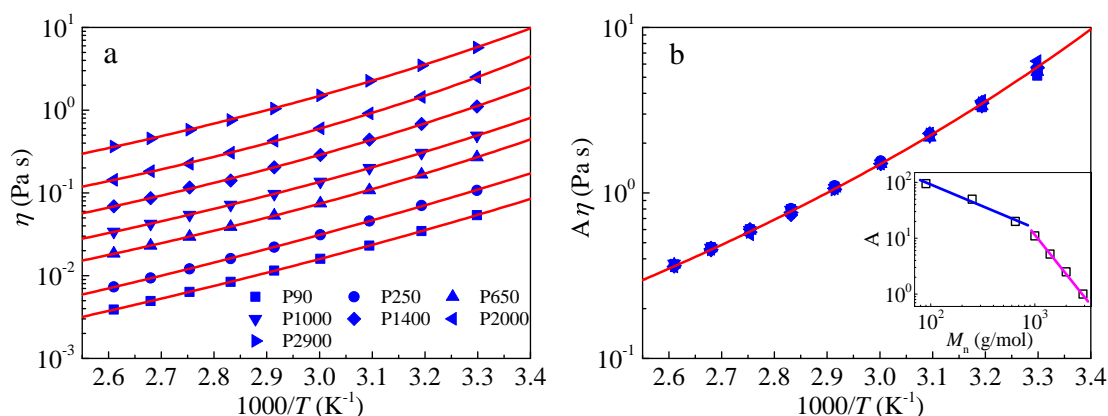 a
10¹
10⁰
10⁻¹
10⁻²
10⁻³
η (Pa s)
P90 P250 P650
P1000 P1400 P2000
P2900
2.6 2.7 2.8 2.9 3.0 3.1 3.2 3.3 3.4
1000/T (K⁻¹)
b
10¹
10⁰
10⁻¹
A η (Pa s)
10²
10¹
10⁰
A
10² 10³
Mₙ (g/mol)
2.6 2.7 2.8 2.9 3.0 3.1 3.2 3.3 3.4
1000/T (K⁻¹)